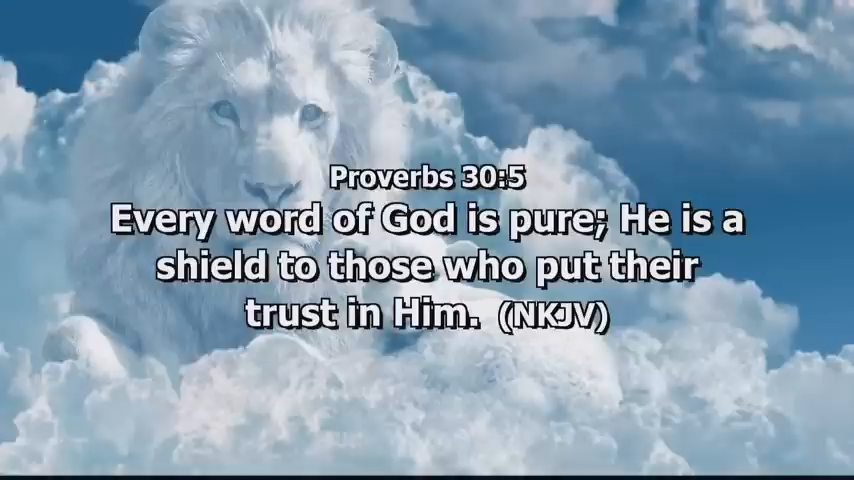 Proverbs 30:5
Every word of God is pure; He is a
shield to those who put their
trust in Him. (NKJV)